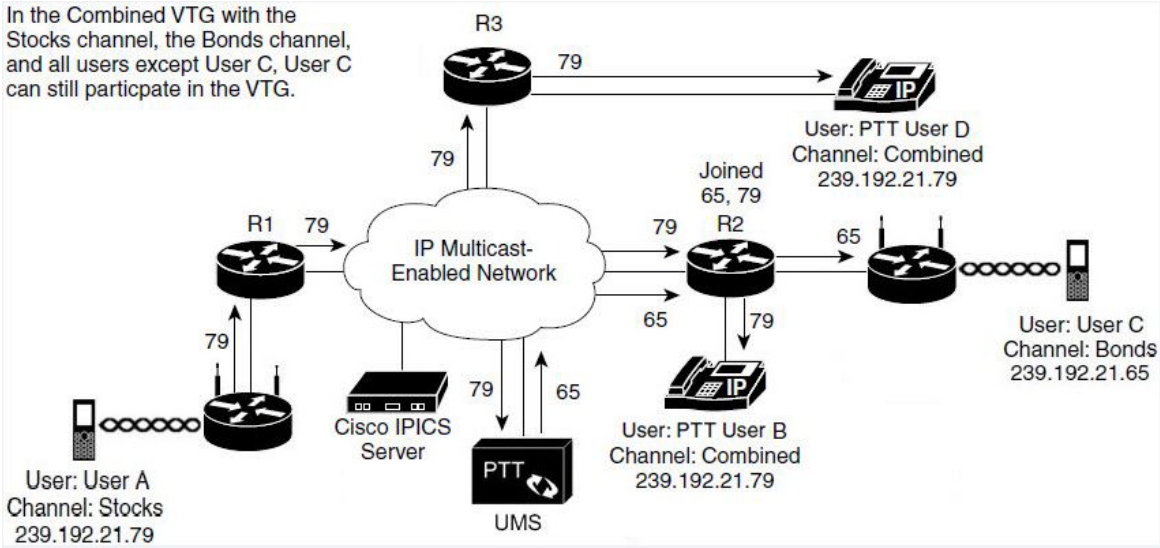 In the Combined VTG with the
Stocks channel, the Bonds channel,
and all users except User C, User C
can still particpate in the VTG.
R3
79
IP
User: PTT User D
Channel: Combined
239.192.21.79
79
Joined
65, 79
R2
R1
79
IP Multicast-
Enabled Network
79
65
65
79
User: User C
Channel: Bonds
239.192.21.65
79
79
65
IP
Cisco IPICS
Server
PTT
UMS
User: PTT User B
Channel: Combined
239.192.21.79
User: User A
Channel: Stocks
239.192.21.79